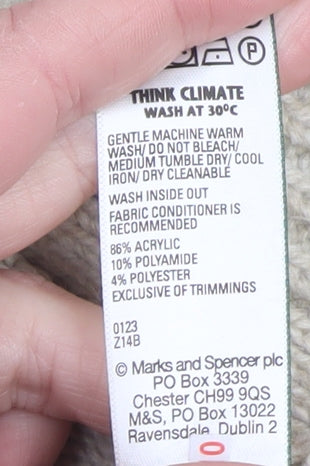 P
THINK CLIMATE
WASH AT 30ºC
GENTLE MACHINE WARM
WASH/ DO NOT BLEACH/
MEDIUM TUMBLE DRY/ COOL
IRON/ DRY CLEANABLE
WASH INSIDE OUT
FABRIC CONDITIONER IS
RECOMMENDED
86% ACRYLIC
10% POLYAMIDE
4% POLYESTER
EXCLUSIVE OF TRIMMINGS
0123
Z14B
© Marks and Spencer plc
PO Box 3339
Chester CH99 9QS
M&S, PO Box 13022
Ravensdale, Dublin 2
0